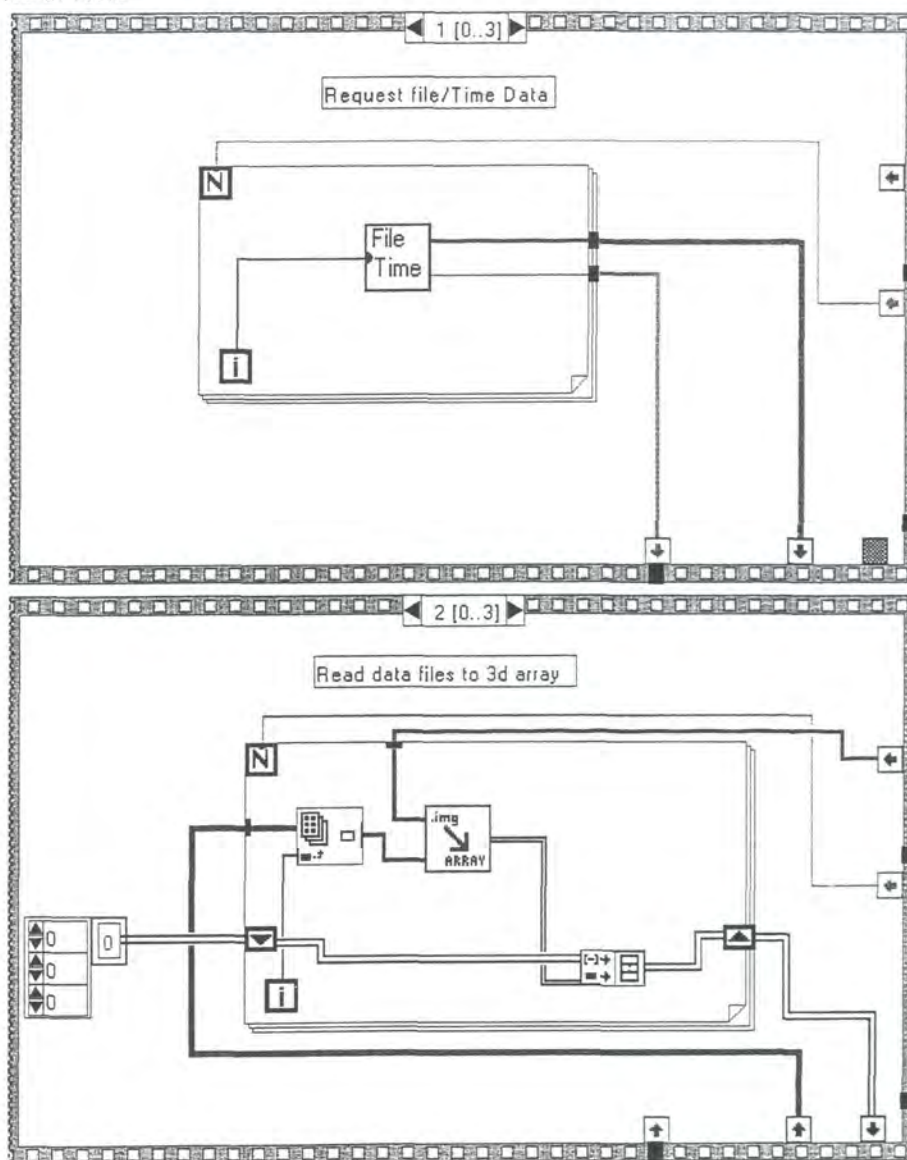 1 [0..3]
Request file/Time Data
N
File
Time
i
2 [0..3]
Read data files to 3d array
N
.img
ARRAY
0
0
0
0
i